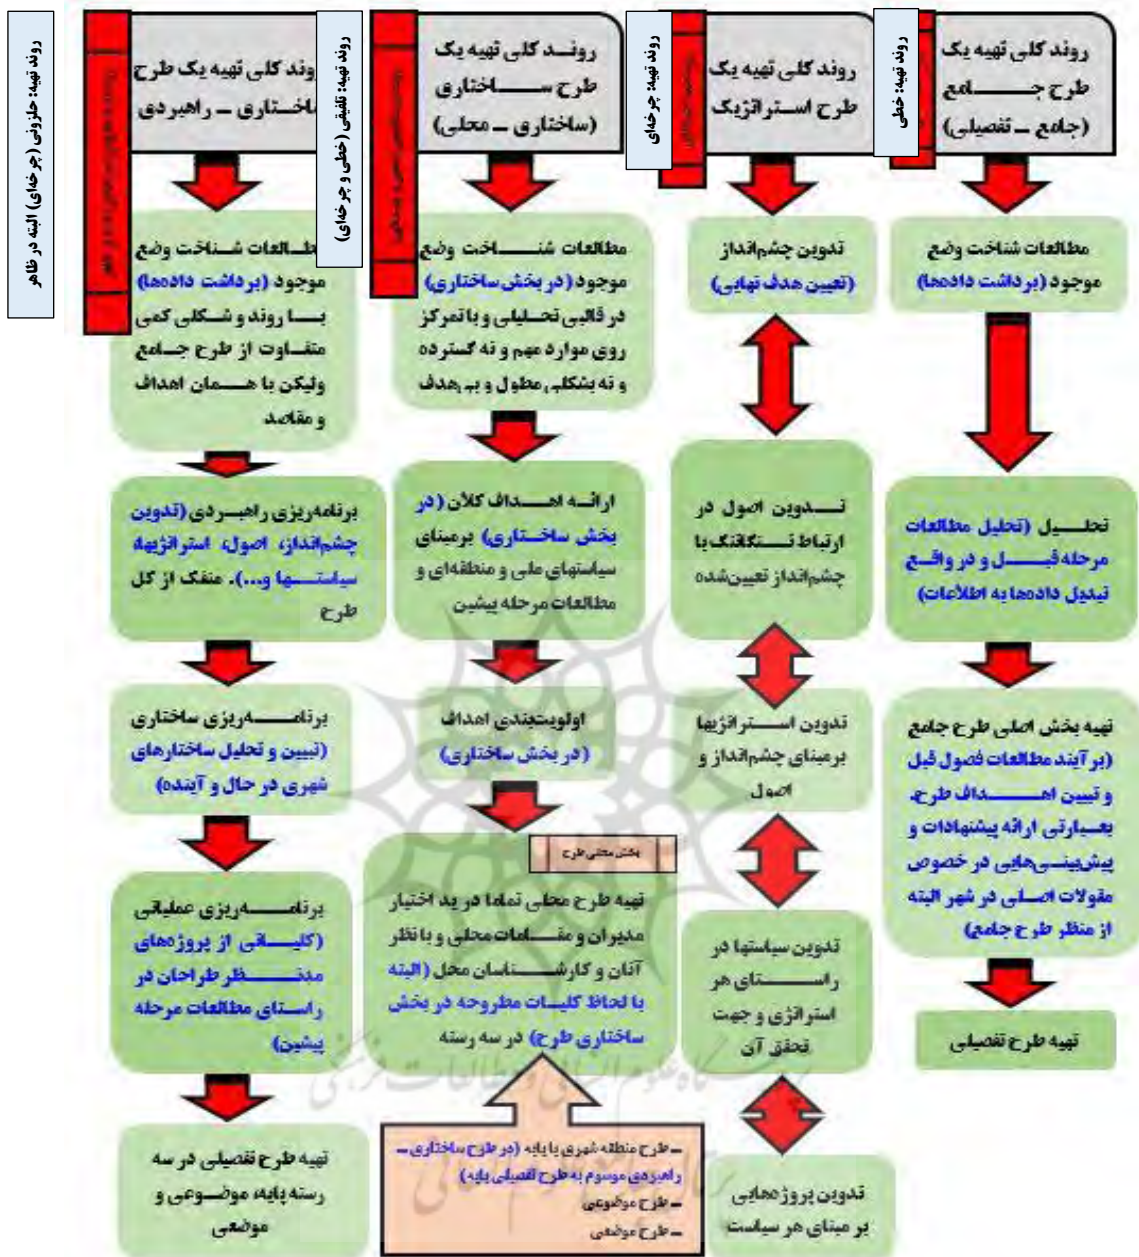 روند تهیه: خطی
روند کلی تهیه یک
طرح جامع
(جامع – تفصیلی)
مطالعات شناخت وضع
موجود (برداشت داده‌ها)
تحلیل (تحلیل مطالعات
مرحله قبل و در واقع
تبدیل داده‌ها به اطلاعات)
تهیه بخش اصلی طرح جامع
(برآیند مطالعات فصول قبل
و تبیین اهداف طرح.
بعبارتی ارائه پیشنهادات و
پیش‌بینی‌هایی در خصوص
مقولات اصلی در شهر البته
از منظر طرح جامع)
تهیه طرح تفصیلی
روند تهیه: چرخه‌ای
روند کلی تهیه یک
طرح استراتژیک
تدوین چشم‌انداز
(تعیین هدف نهایی)
تدوین اصول در
ارتباط تنگاتنگ با
چشم‌انداز تعیین‌شده
تدوین استراتژیها
برمبنای چشم‌انداز و
اصول
تدوین سیاستها در
راستای هر
استراتژی و جهت
تحقق آن
تدوین پروژه‌هایی
بر مبنای هر سیاست
روند تهیه: تلفیقی (خطی و چرخه‌ای)
روند کلی تهیه یک
طرح ساختاری
(ساختاری – محلی)
مطالعات شناخت وضع
موجود (در بخش ساختاری)
در قالبی تحلیلی و با تمرکز
روی موارد مهم و نه گسترده
و نه بشکلی مطول و بی‌هدف
ارائه اهداف کلان (در
بخش ساختاری) برمبنای
سیاستهای ملی و منطقه‌ای و
مطالعات مرحله پیشین
اولویت‌بندی اهداف
(در بخش ساختاری)
بخش محلی طرح
تهیه طرح محلی تماما در ید اختیار
مدیران و مقامات محلی و با نظر
آنان و کارشناسان محل (البته
با لحاظ کلیات مطروحه در بخش
ساختاری طرح) در سه رسته
– طرح منطقه شهری یا پایه (در طرح ساختاری –
راهبردی موسوم به طرح تفصیلی پایه)
– طرح موضوعی
– طرح موضعی
روند تهیه: حلزونی (چرخه‌ای) البته در ظاهر
روند کلی تهیه یک طرح
ساختاری – راهبردی
مطالعات شناخت وضع
موجود (برداشت داده‌ها)
با روند و شکلی کمی
متفاوت از طرح جامع
ولیکن با همان اهداف
و مقاصد
برنامه‌ریزی راهبردی (تدوین
چشم‌انداز، اصول، استراتژیها،
سیاستها و...). منفک از کل
طرح
برنامه‌ریزی ساختاری
(تبیین و تحلیل ساختارهای
شهری در حال و آینده)
برنامه‌ریزی عملیاتی
(کلیاتی از پروژه‌های
مدنظر طراحان در
راستای مطالعات مرحله
پیشین)
تهیه طرح تفصیلی در سه
رسته پایه، موضوعی و
موضعی